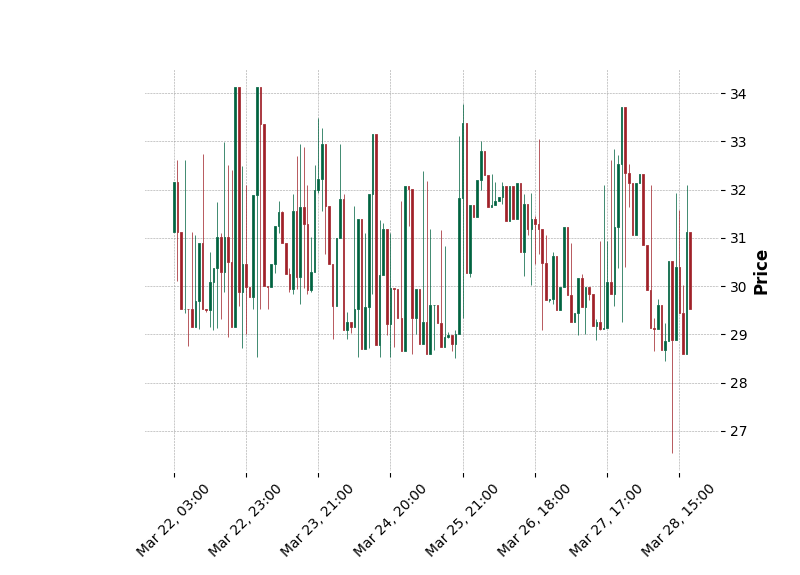 34
33
32
31
30
29
28
27
Price
Mar 22, 03:00
Mar 22, 23:00
Mar 23, 21:00
Mar 24, 20:00
Mar 25, 21:00
Mar 26, 18:00
Mar 27, 17:00
Mar 28, 15:00